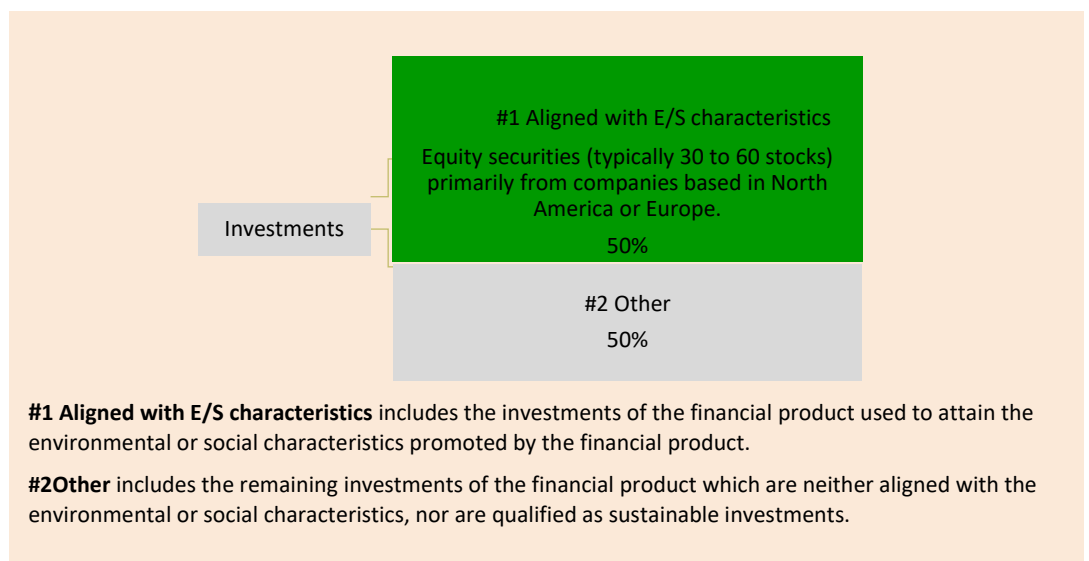 #1 Aligned with E/S characteristics
Equity securities (typically 30 to 60 stocks)
primarily from companies based in North
America or Europe.
50%
Investments
#2 Other
50%
#1 Aligned with E/S characteristics includes the investments of the financial product used to attain the
environmental or social characteristics promoted by the financial product.
#2Other includes the remaining investments of the financial product which are neither aligned with the
environmental or social characteristics, nor are qualified as sustainable investments.